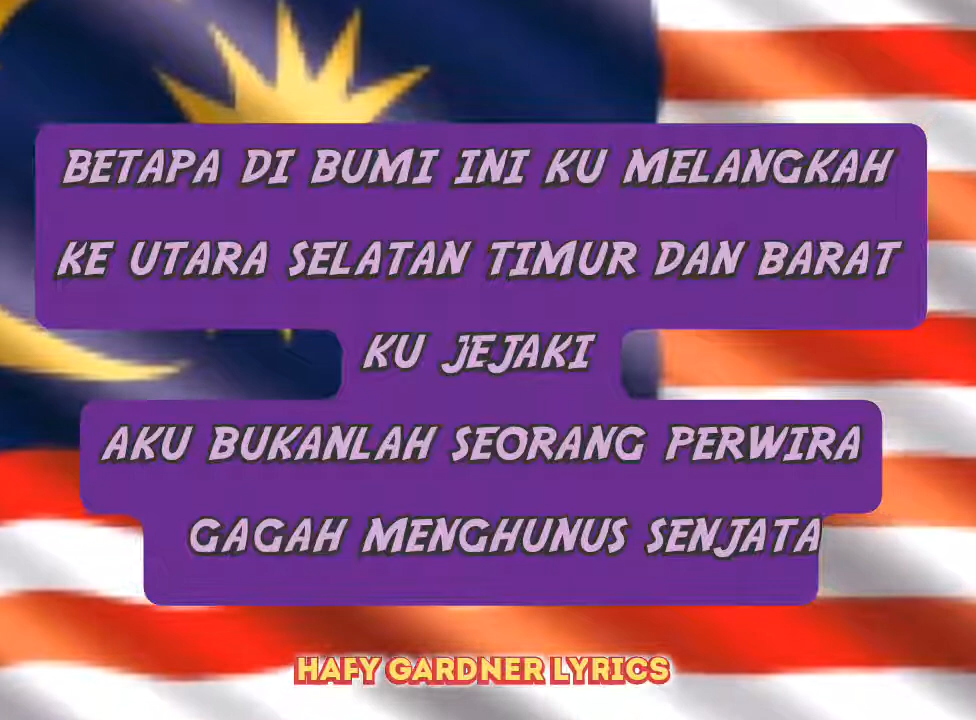 BETAPA DI BUMI INI KU MELANGKAH
KE UTARA SELATAN TIMUR DAN BARAT
KU JEJAKI
AKU BUKANLAH SEORANG PERWIRA
GAGAH MENGHUNUS SENJATA
HAFY GARDNER LYRICS